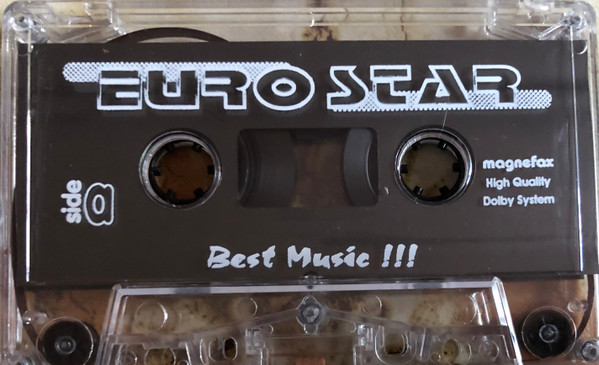 EURO STAR
side a
magnefax
High Quality
Dolby System
Best Music !!!